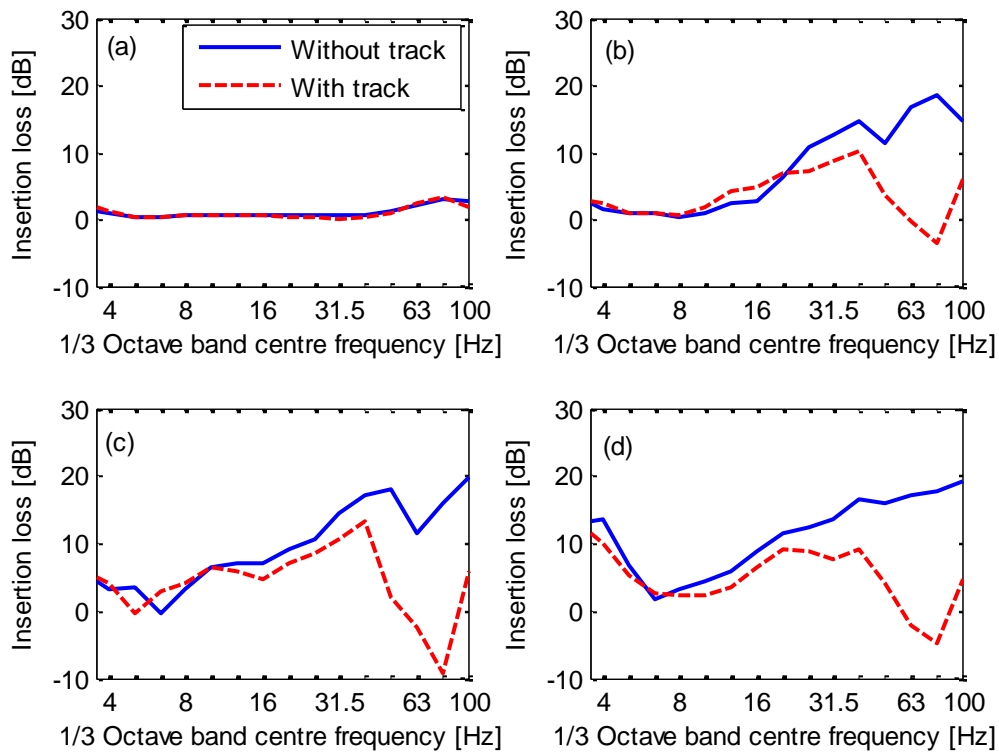 (a)
Without track
With track
Insertion loss [dB]
30
20
10
0
-10
4 8 16 31.5 63 100
1/3 Octave band centre frequency [Hz]
(b)
Insertion loss [dB]
30
20
10
0
-10
4 8 16 31.5 63 100
1/3 Octave band centre frequency [Hz]
(c)
Insertion loss [dB]
30
20
10
0
-10
4 8 16 31.5 63 100
1/3 Octave band centre frequency [Hz]
(d)
Insertion loss [dB]
30
20
10
0
-10
4 8 16 31.5 63 100
1/3 Octave band centre frequency [Hz]